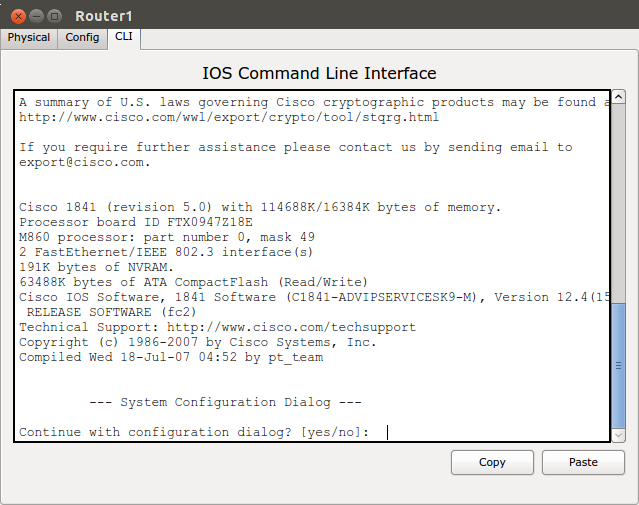 Router1
Physical Config CLI
IOS Command Line Interface
A summary of U.S. laws governing Cisco cryptographic products may be found a
http://www.cisco.com/wwl/export/crypto/tool/stqrg.html
If you require further assistance please contact us by sending email to
export@cisco.com.
Cisco 1841 (revision 5.0) with 114688K/16384K bytes of memory.
Processor board ID FTX0947Z18E
M860 processor: part number 0, mask 49
2 FastEthernet/IEEE 802.3 interface(s)
191K bytes of NVRAM.
63488K bytes of ATA CompactFlash (Read/Write)
Cisco IOS Software, 1841 Software (C1841-ADVIPSERVICESK9-M), Version 12.4(15
RELEASE SOFTWARE (fc2)
Technical Support: http://www.cisco.com/techsupport
Copyright (c) 1986-2007 by Cisco Systems, Inc.
Compiled Wed 18-Jul-07 04:52 by pt_team
--- System Configuration Dialog ---
Continue with configuration dialog? [yes/no]:
Copy Paste